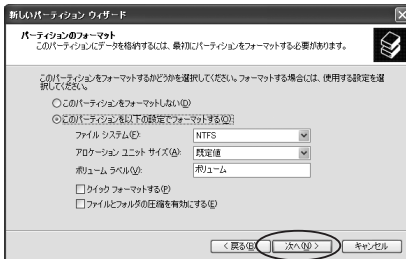 新しいパーティション ウィザード
パーティションのフォーマット
このパーティションにデータを格納するには、最初にパーティションをフォーマットする必要があります。
このパーティションをフォーマットするかどうかを選択してください。フォーマットする場合には、使用する設定を選
択してください。
このパーティションをフォーマットしない(D)
このパーティションを以下の設定でフォーマットする(O):
ファイル システム(F): NTFS
アロケーション ユニット サイズ(A): 既定値
ボリューム ラベル(V): ボリューム
クイック フォーマットする(P)
ファイルとフォルダの圧縮を有効にする(E)
< 戻る(B) 次へ(N) > キャンセル